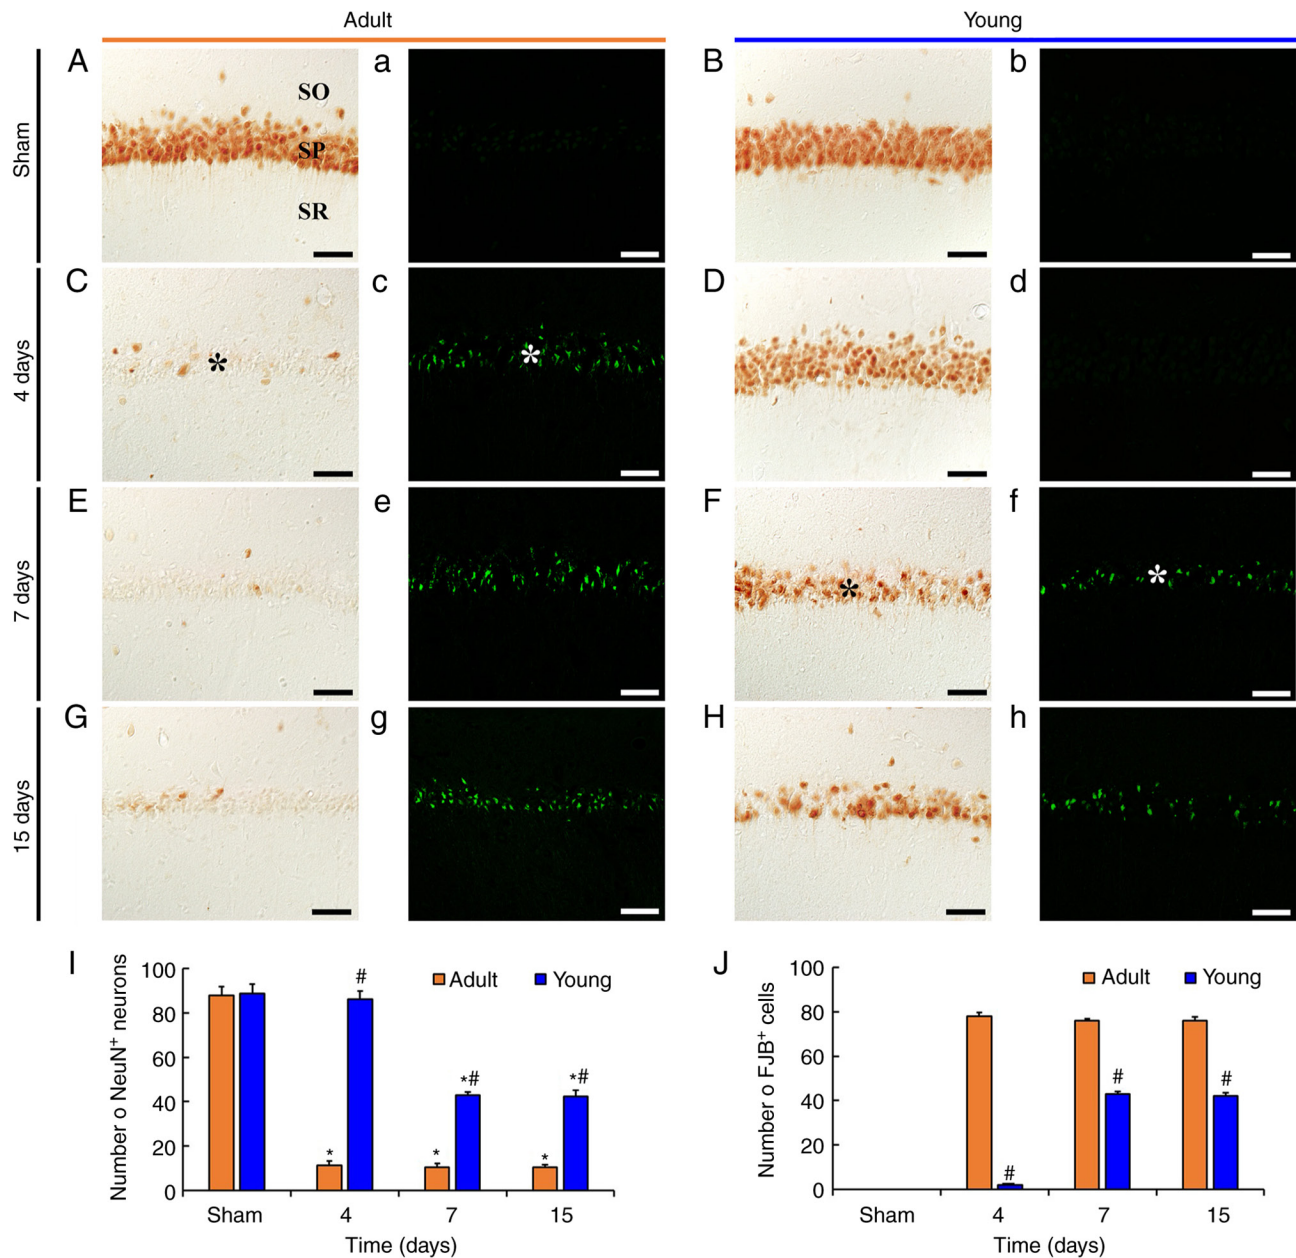 Adult
Young
A
a
B
b
Sham
SO
SP
SR
C
c
D
d
4 days
*
*
E
e
F
f
7 days
*
*
G
g
H
h
15 days
I
J
Number o NeuN+ neurons
100
80
60
40
20
0
Adult
Young
#
*
*
*#
*
*#
Sham
4
7
15
Time (days)
Number o FJB+ cells
100
80
60
40
20
0
Adult
Young
#
#
#
Sham
4
7
15
Time (days)